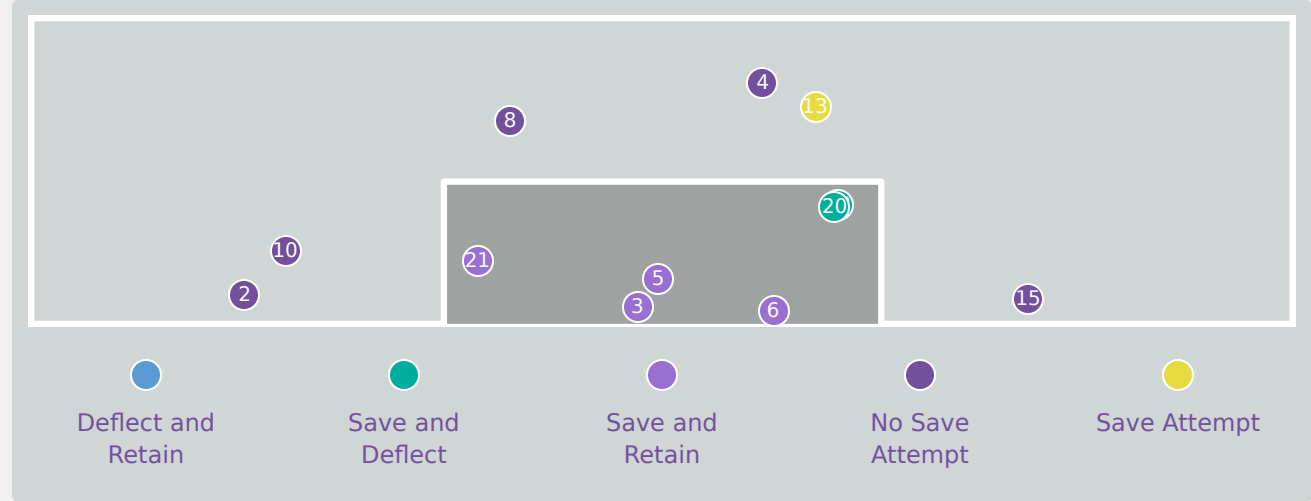 4
13
8
20
10
21
5
2
3
6
15
Deflect and
Retain
Save and
Deflect
Save and
Retain
No Save
Attempt
Save Attempt